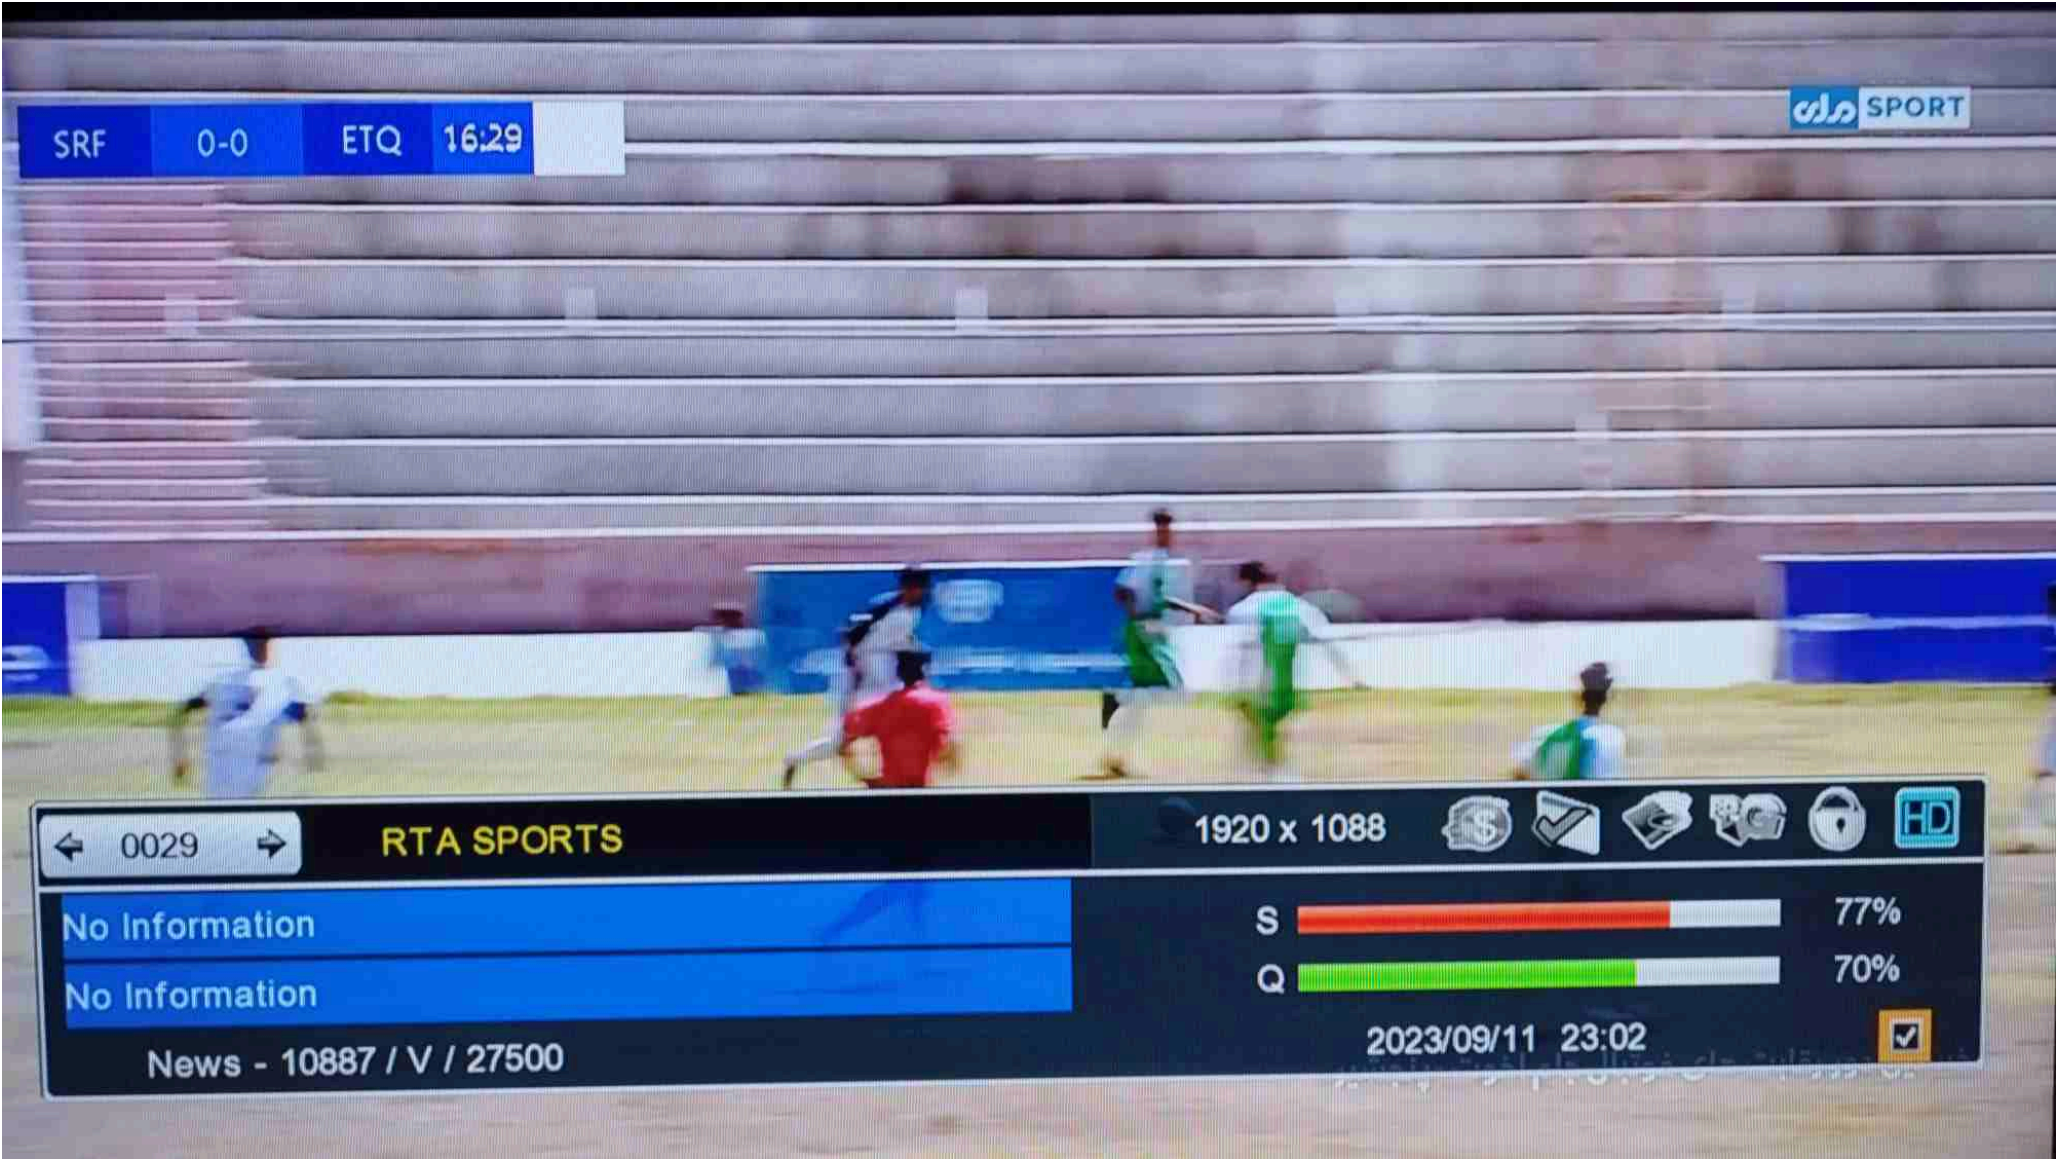 SRF 0-0 ETQ 16:29
ملی SPORT
0029 RTA SPORTS 1920 x 1088 HD
No Information
S 77%
No Information
Q 70%
2023/09/11 23:02
News - 10887 / V / 27500